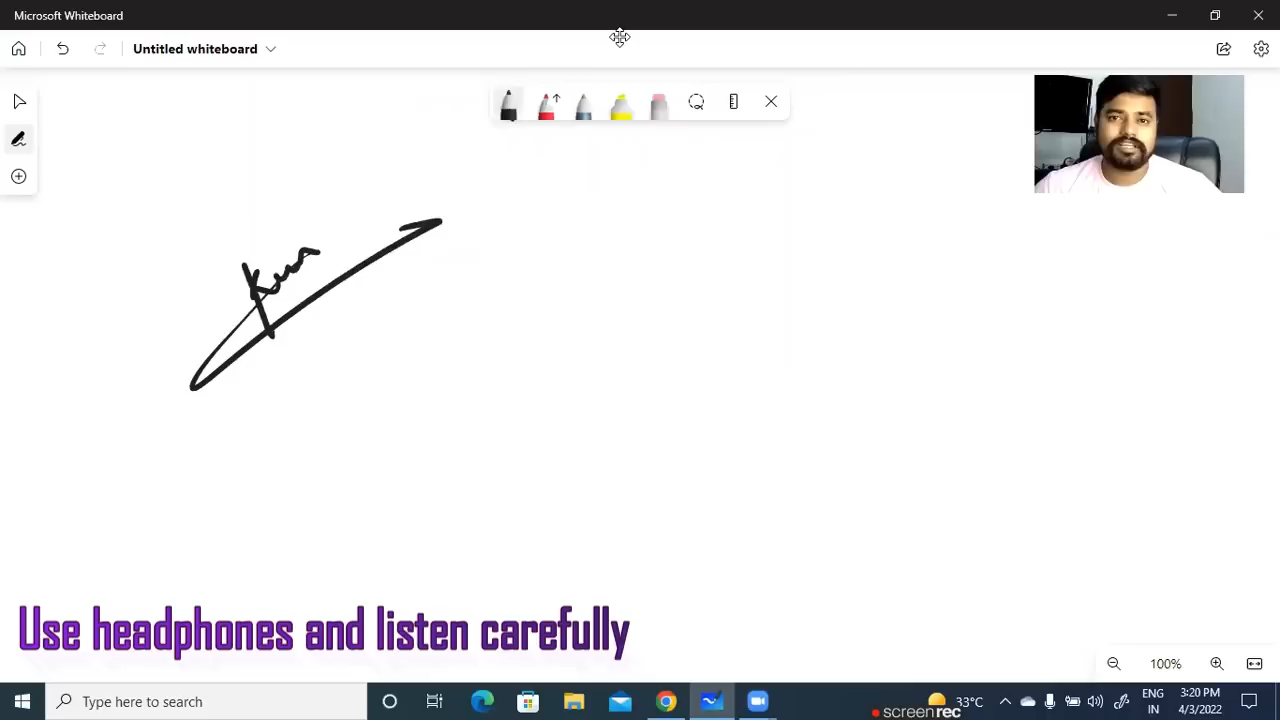 Microsoft Whiteboard
Untitled whiteboard
Use headphones and listen carefully
100%
Type here to search
33°C
ENG
IN
3:20 PM
4/3/2022
screenrec